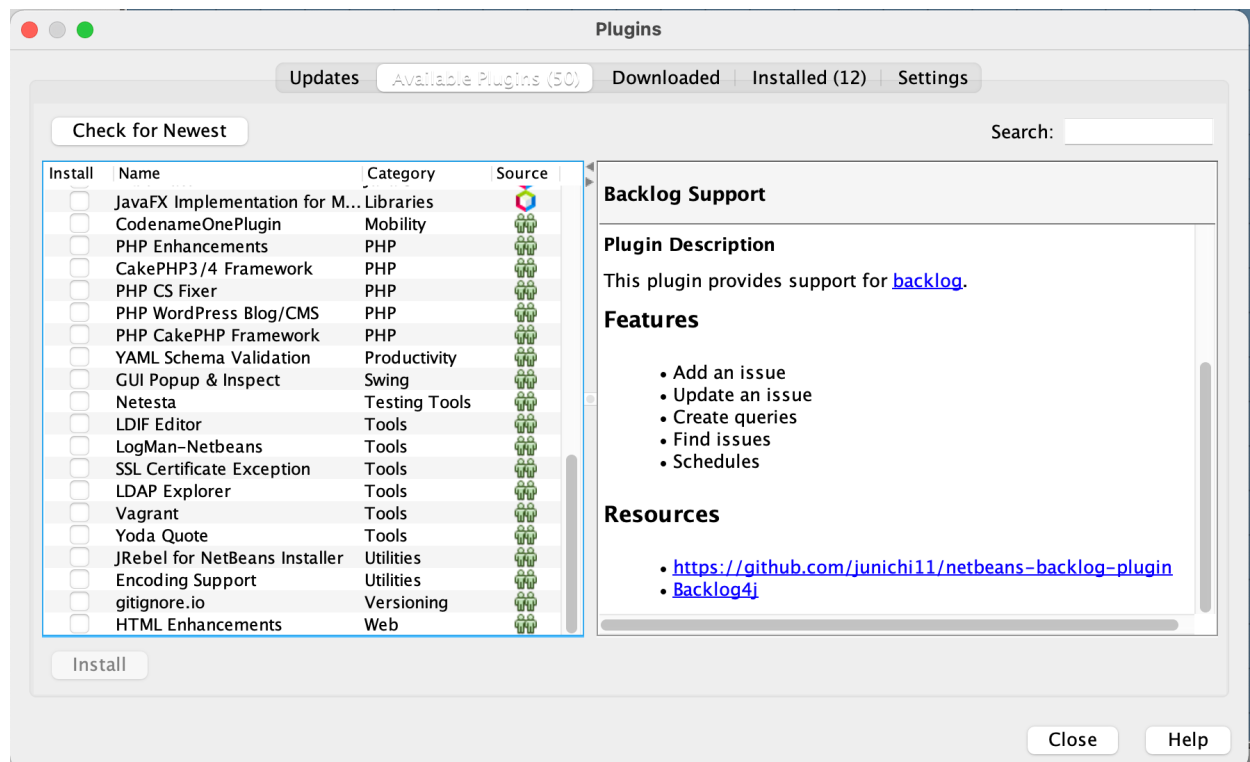 Plugins
Updates
Available Plugins (50)
Downloaded
Installed (12)
Settings
Check for Newest
Search:
Install Name Category Source
JavaFX Implementation for M... Libraries
CodenameOnePlugin Mobility
PHP Enhancements PHP
CakePHP3/4 Framework PHP
PHP CS Fixer PHP
PHP WordPress Blog/CMS PHP
PHP CakePHP Framework PHP
YAML Schema Validation Productivity
GUI Popup & Inspect Swing
Netesta Testing Tools
LDIF Editor Tools
LogMan-Netbeans Tools
SSL Certificate Exception Tools
LDAP Explorer Tools
Vagrant Tools
Yoda Quote Tools
JRebel for NetBeans Installer Utilities
Encoding Support Utilities
gitignore.io Versioning
HTML Enhancements Web
Backlog Support
Plugin Description
This plugin provides support for backlog.
Features
• Add an issue
• Update an issue
• Create queries
• Find issues
• Schedules
Resources
• https://github.com/junichi11/netbeans-backlog-plugin
• Backlog4j
Install
Close
Help